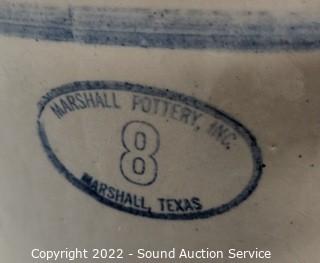 MARSHALL POTTERY, INC.
8
MARSHALL, TEXAS
Copyright 2022 - Sound Auction Service